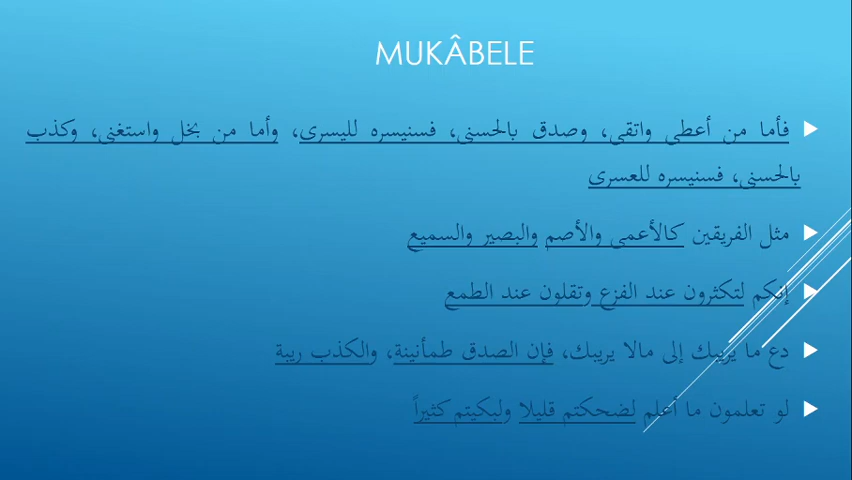 MUKÂBELE
فأما من أعطى واتقى، وصدق بالحسنى، فسنيسره لليسرى، وأما من بخل واستغنى، وكذب
بالحسنى، فسنيسره للعسرى
مثل الفريقين كالأعمى والأصم والبصير والسميع
إنكم لتكثرون عند الفزع وتقلون عند الطمع
دع ما يريبك إلى مالا يريبك، فإن الصدق طمأنينة، والكذب ريبة
لو تعلمون ما أعلم لضحكتم قليلا ولبكيتم كثيراً